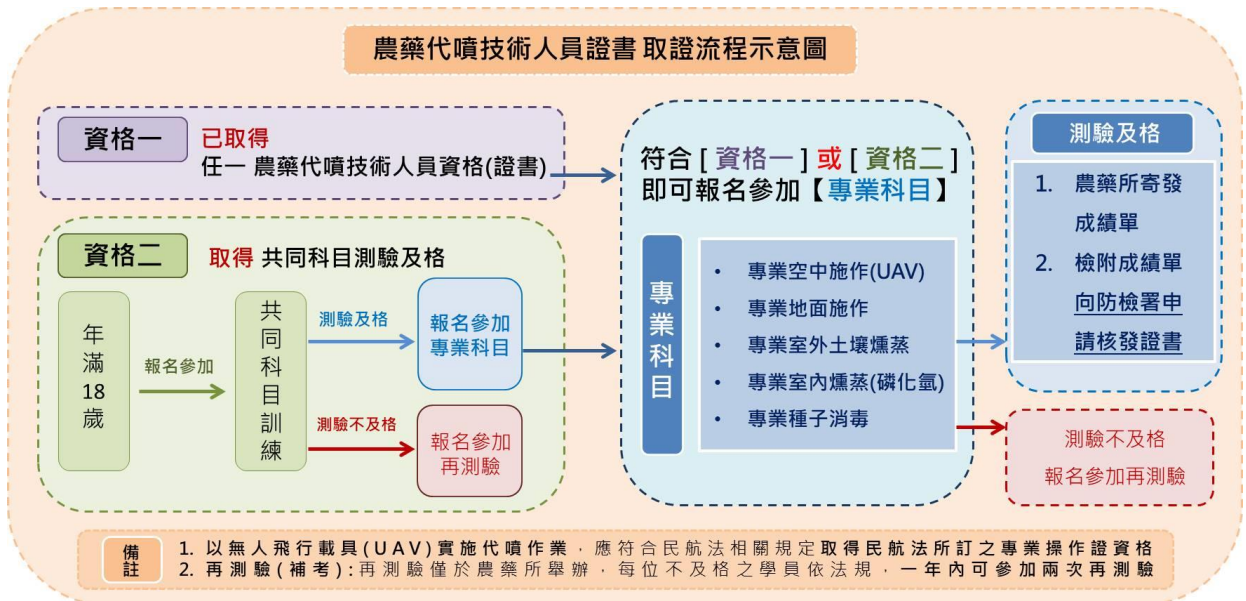 農藥代噴技術人員證書 取證流程示意圖
資格一
已取得
任一 農藥代噴技術人員資格(證書)
資格二
取得 共同科目測驗及格
年滿18歲
報名參加
共同科目訓練
測驗及格
報名參加
專業科目
測驗不及格
報名參加
再測驗
符合 [ 資格一 ] 或 [ 資格二 ]
即可報名參加【專業科目】
專業科目
• 專業空中施作(UAV)
• 專業地面施作
• 專業室外土壤燻蒸
• 專業室內燻蒸(磷化氫)
• 專業種子消毒
測驗及格
1. 農藥所寄發
成績單
2. 檢附成績單
向防檢署申
請核發證書
測驗不及格
報名參加再測驗
備註
1. 以無人飛行載具(UAV)實施代噴作業，應符合民航法相關規定取得民航法所訂之專業操作證資格
2. 再測驗(補考):再測驗僅於農藥所舉辦，每位不及格之學員依法規，一年內可參加兩次再測驗